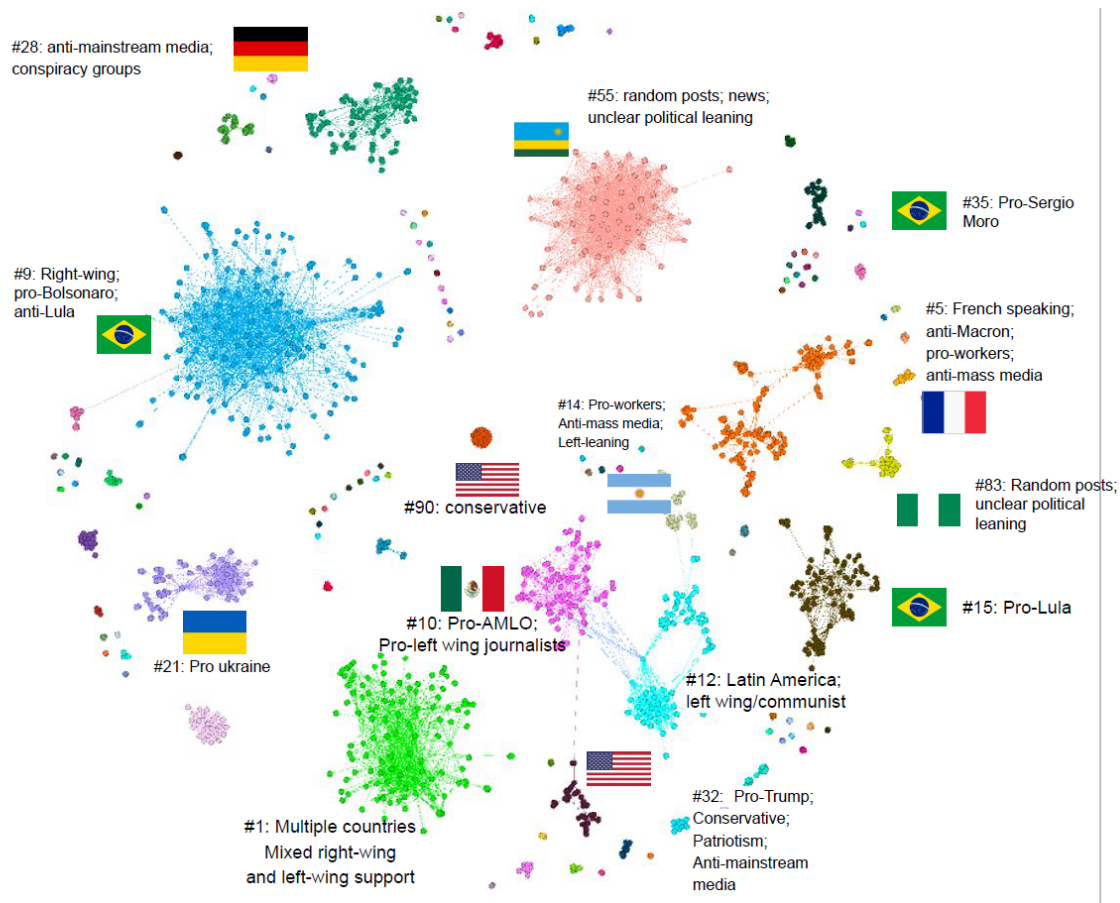 #28: anti-mainstream media;
conspiracy groups
#55: random posts; news;
unclear political leaning
#35: Pro-Sergio
Moro
#9: Right-wing;
pro-Bolsonaro;
anti-Lula
#5: French speaking;
anti-Macron;
pro-workers;
anti-mass media
#14: Pro-workers;
Anti-mass media;
Left-leaning
#90: conservative
#83: Random posts;
unclear political
leaning
#10: Pro-AMLO;
Pro-left wing journalists
#15: Pro-Lula
#21: Pro ukraine
#12: Latin America;
left wing/communist
#1: Multiple countries
Mixed right-wing
and left-wing support
#32: Pro-Trump;
Conservative;
Patriotism;
Anti-mainstream
media